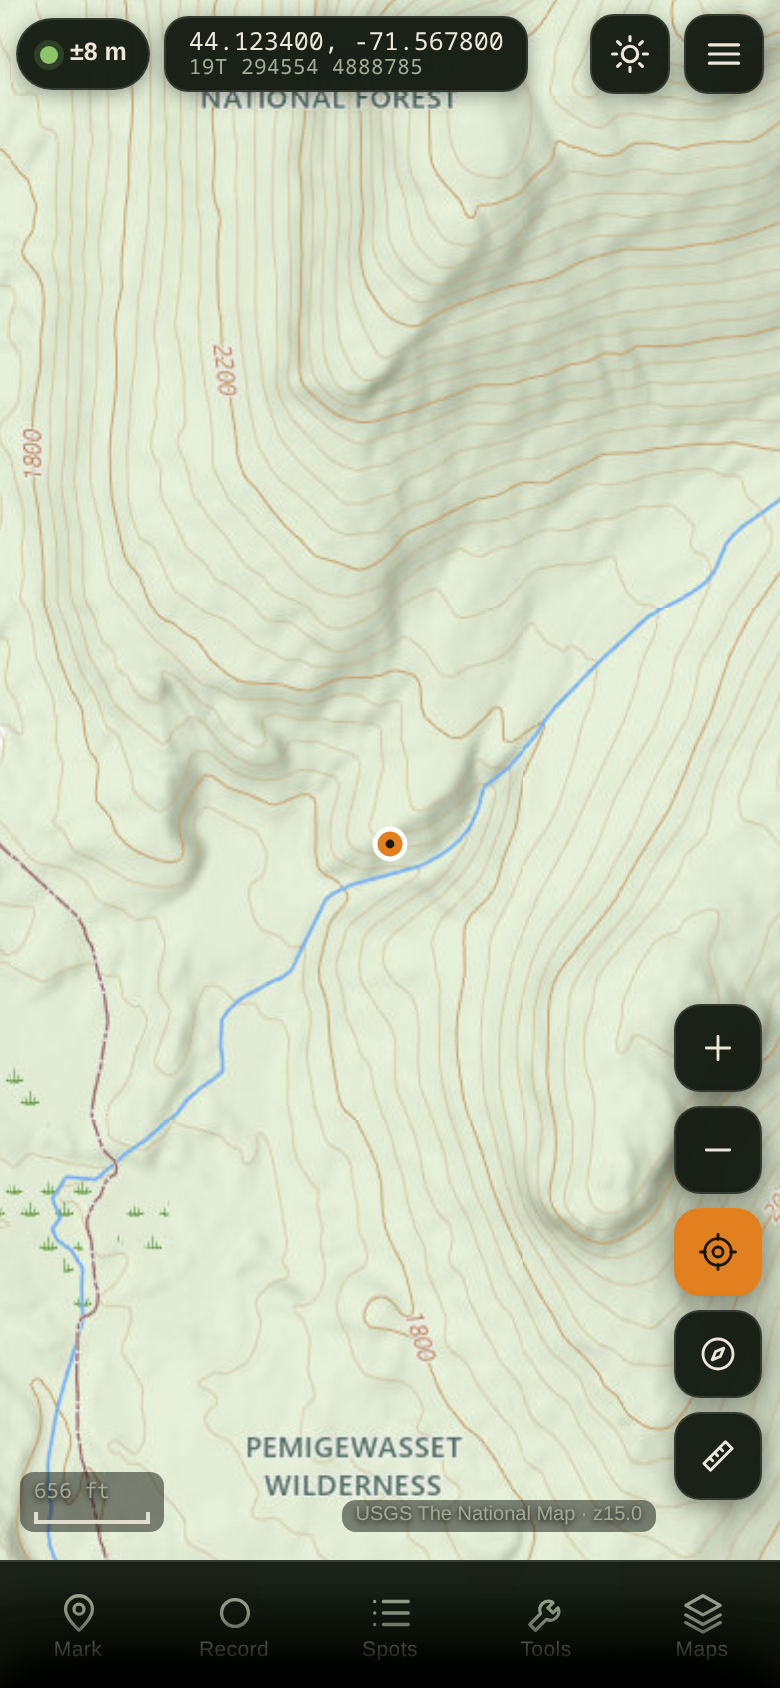 ±8 m
44.123400, -71.567800
19T 294554 4888785
NATIONAL FOREST
2200
1800
1800
PEMIGEWASSET
WILDERNESS
656 ft
USGS The National Map · z15.0
Mark
Record
Spots
Tools
Maps